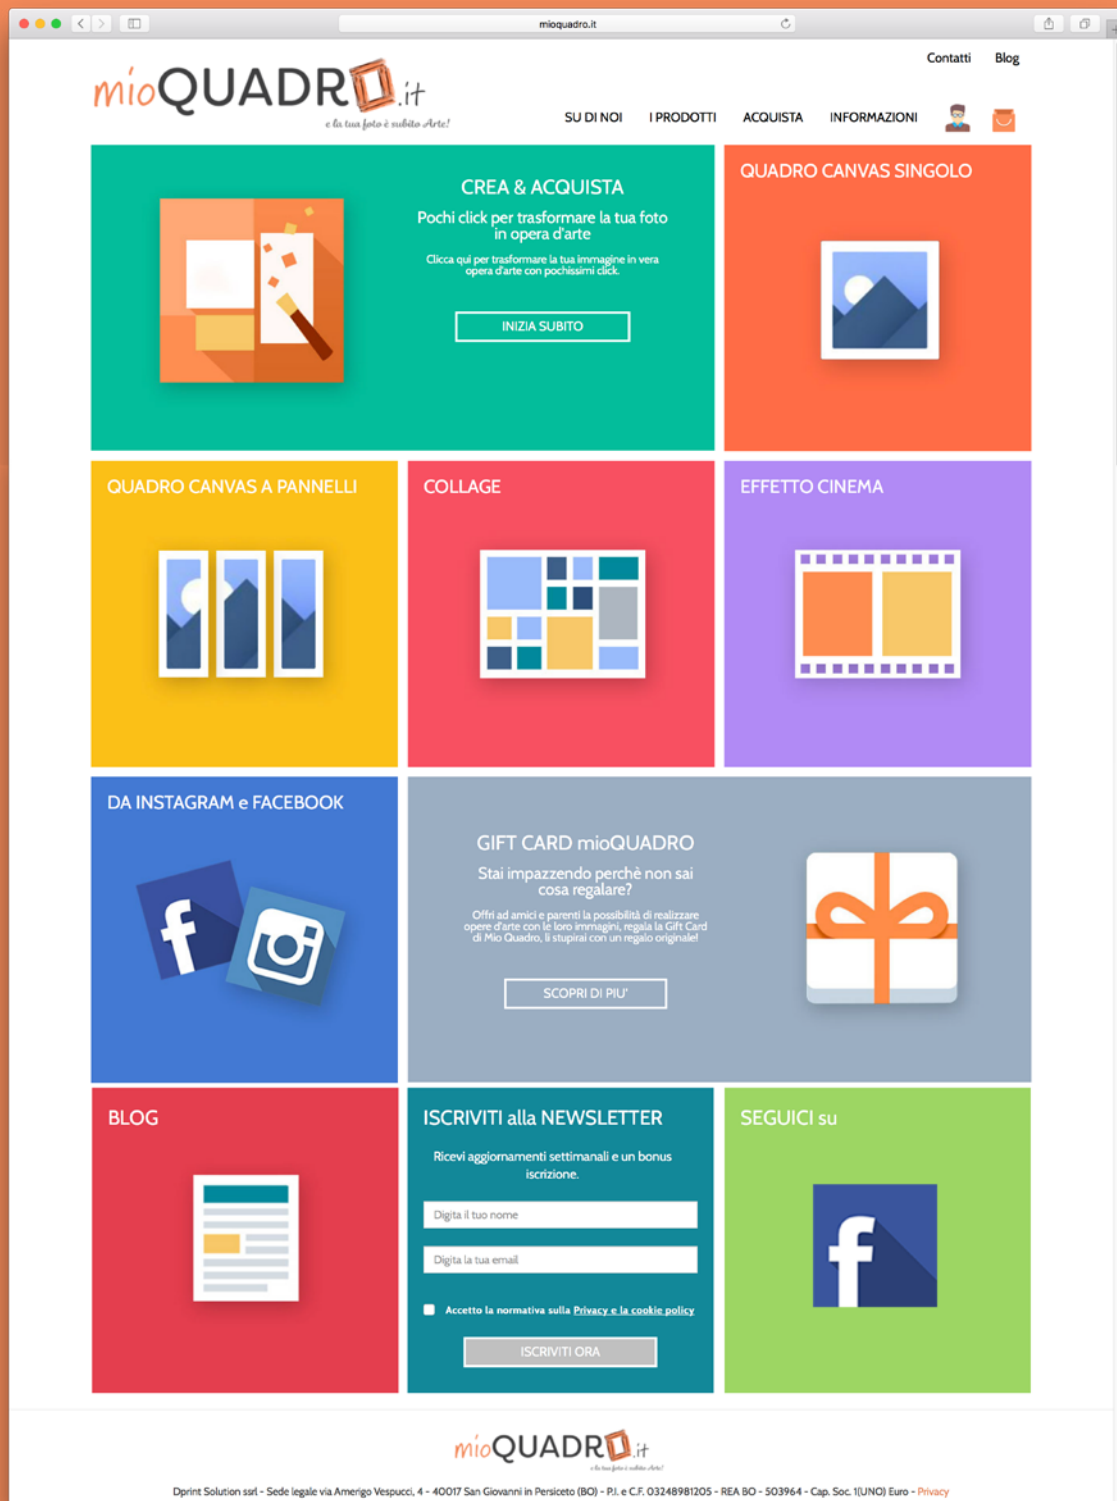 mioquadro.it
Contatti Blog
mioQUADRO.it
e la tua foto è subito Arte!
SU DI NOI I PRODOTTI ACQUISTA INFORMAZIONI
CREA & ACQUISTA
Pochi click per trasformare la tua foto
in opera d'arte
Clicca qui per trasformare la tua immagine in vera
opera d'arte con pochissimi click.
INIZIA SUBITO
QUADRO CANVAS SINGOLO
QUADRO CANVAS A PANNELLI
COLLAGE
EFFETTO CINEMA
DA INSTAGRAM e FACEBOOK
GIFT CARD mioQUADRO
Stai impazzendo perchè non sai
cosa regalare?
Offri ad amici e parenti la possibilità di realizzare
opere d'arte con le loro immagini, regala la Gift Card
di Mio Quadro, li stupirai con un regalo originale!
SCOPRI DI PIU'
BLOG
ISCRIVITI alla NEWSLETTER
Ricevi aggiornamenti settimanali e un bonus
iscrizione.
Digita il tuo nome
Digita la tua email
Accetto la normativa sulla Privacy e la cookie policy
ISCRIVITI ORA
SEGUICI su
mioQUADRO.it
e la tua foto è subito Arte!
Dprint Solution ssrl - Sede legale via Amerigo Vespucci, 4 - 40017 San Giovanni in Persiceto (BO) - P.I. e C.F. 03248981205 - REA BO - 503964 - Cap. Soc. 1(UNO) Euro - Privacy